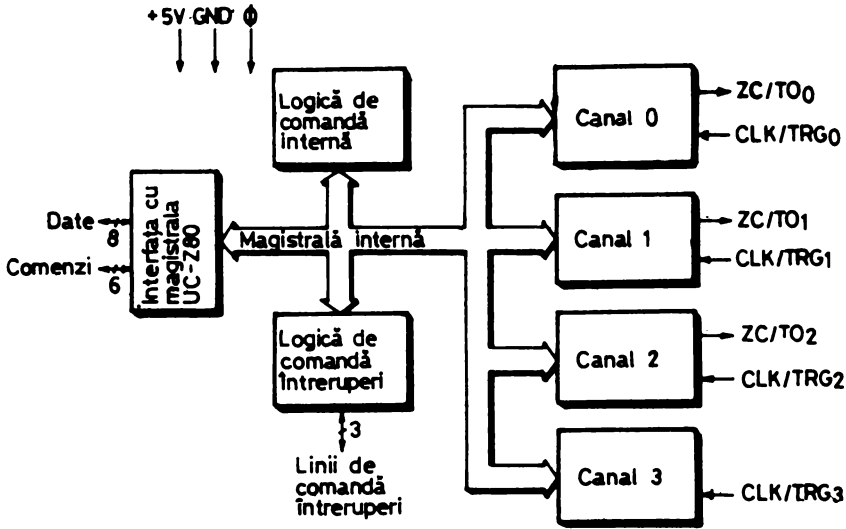 +5V GND Φ
Logică de
comandă
internă
Canal 0
ZC/TO0
CLK/TRG0
Date
8
Comenzi
6
Interfața cu
magistrala
UC-Z80
Magistrală internă
Canal 1
ZC/TO1
CLK/TRG1
Logică de
comandă
întreruperi
3
Linii de
comandă
întreruperi
Canal 2
ZC/TO2
CLK/TRG2
Canal 3
CLK/TRG3